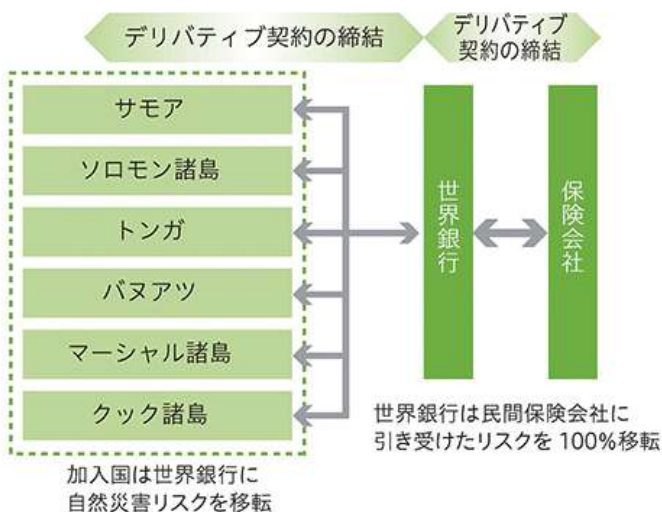 デリバティブ契約の締結
デリバティブ
契約の締結
サモア
ソロモン諸島
トンガ
バヌアツ
マーシャル諸島
クック諸島
世界銀行
保険会社
世界銀行は民間保険会社に
引き受けたリスクを100%移転
加入国は世界銀行に
自然災害リスクを移転